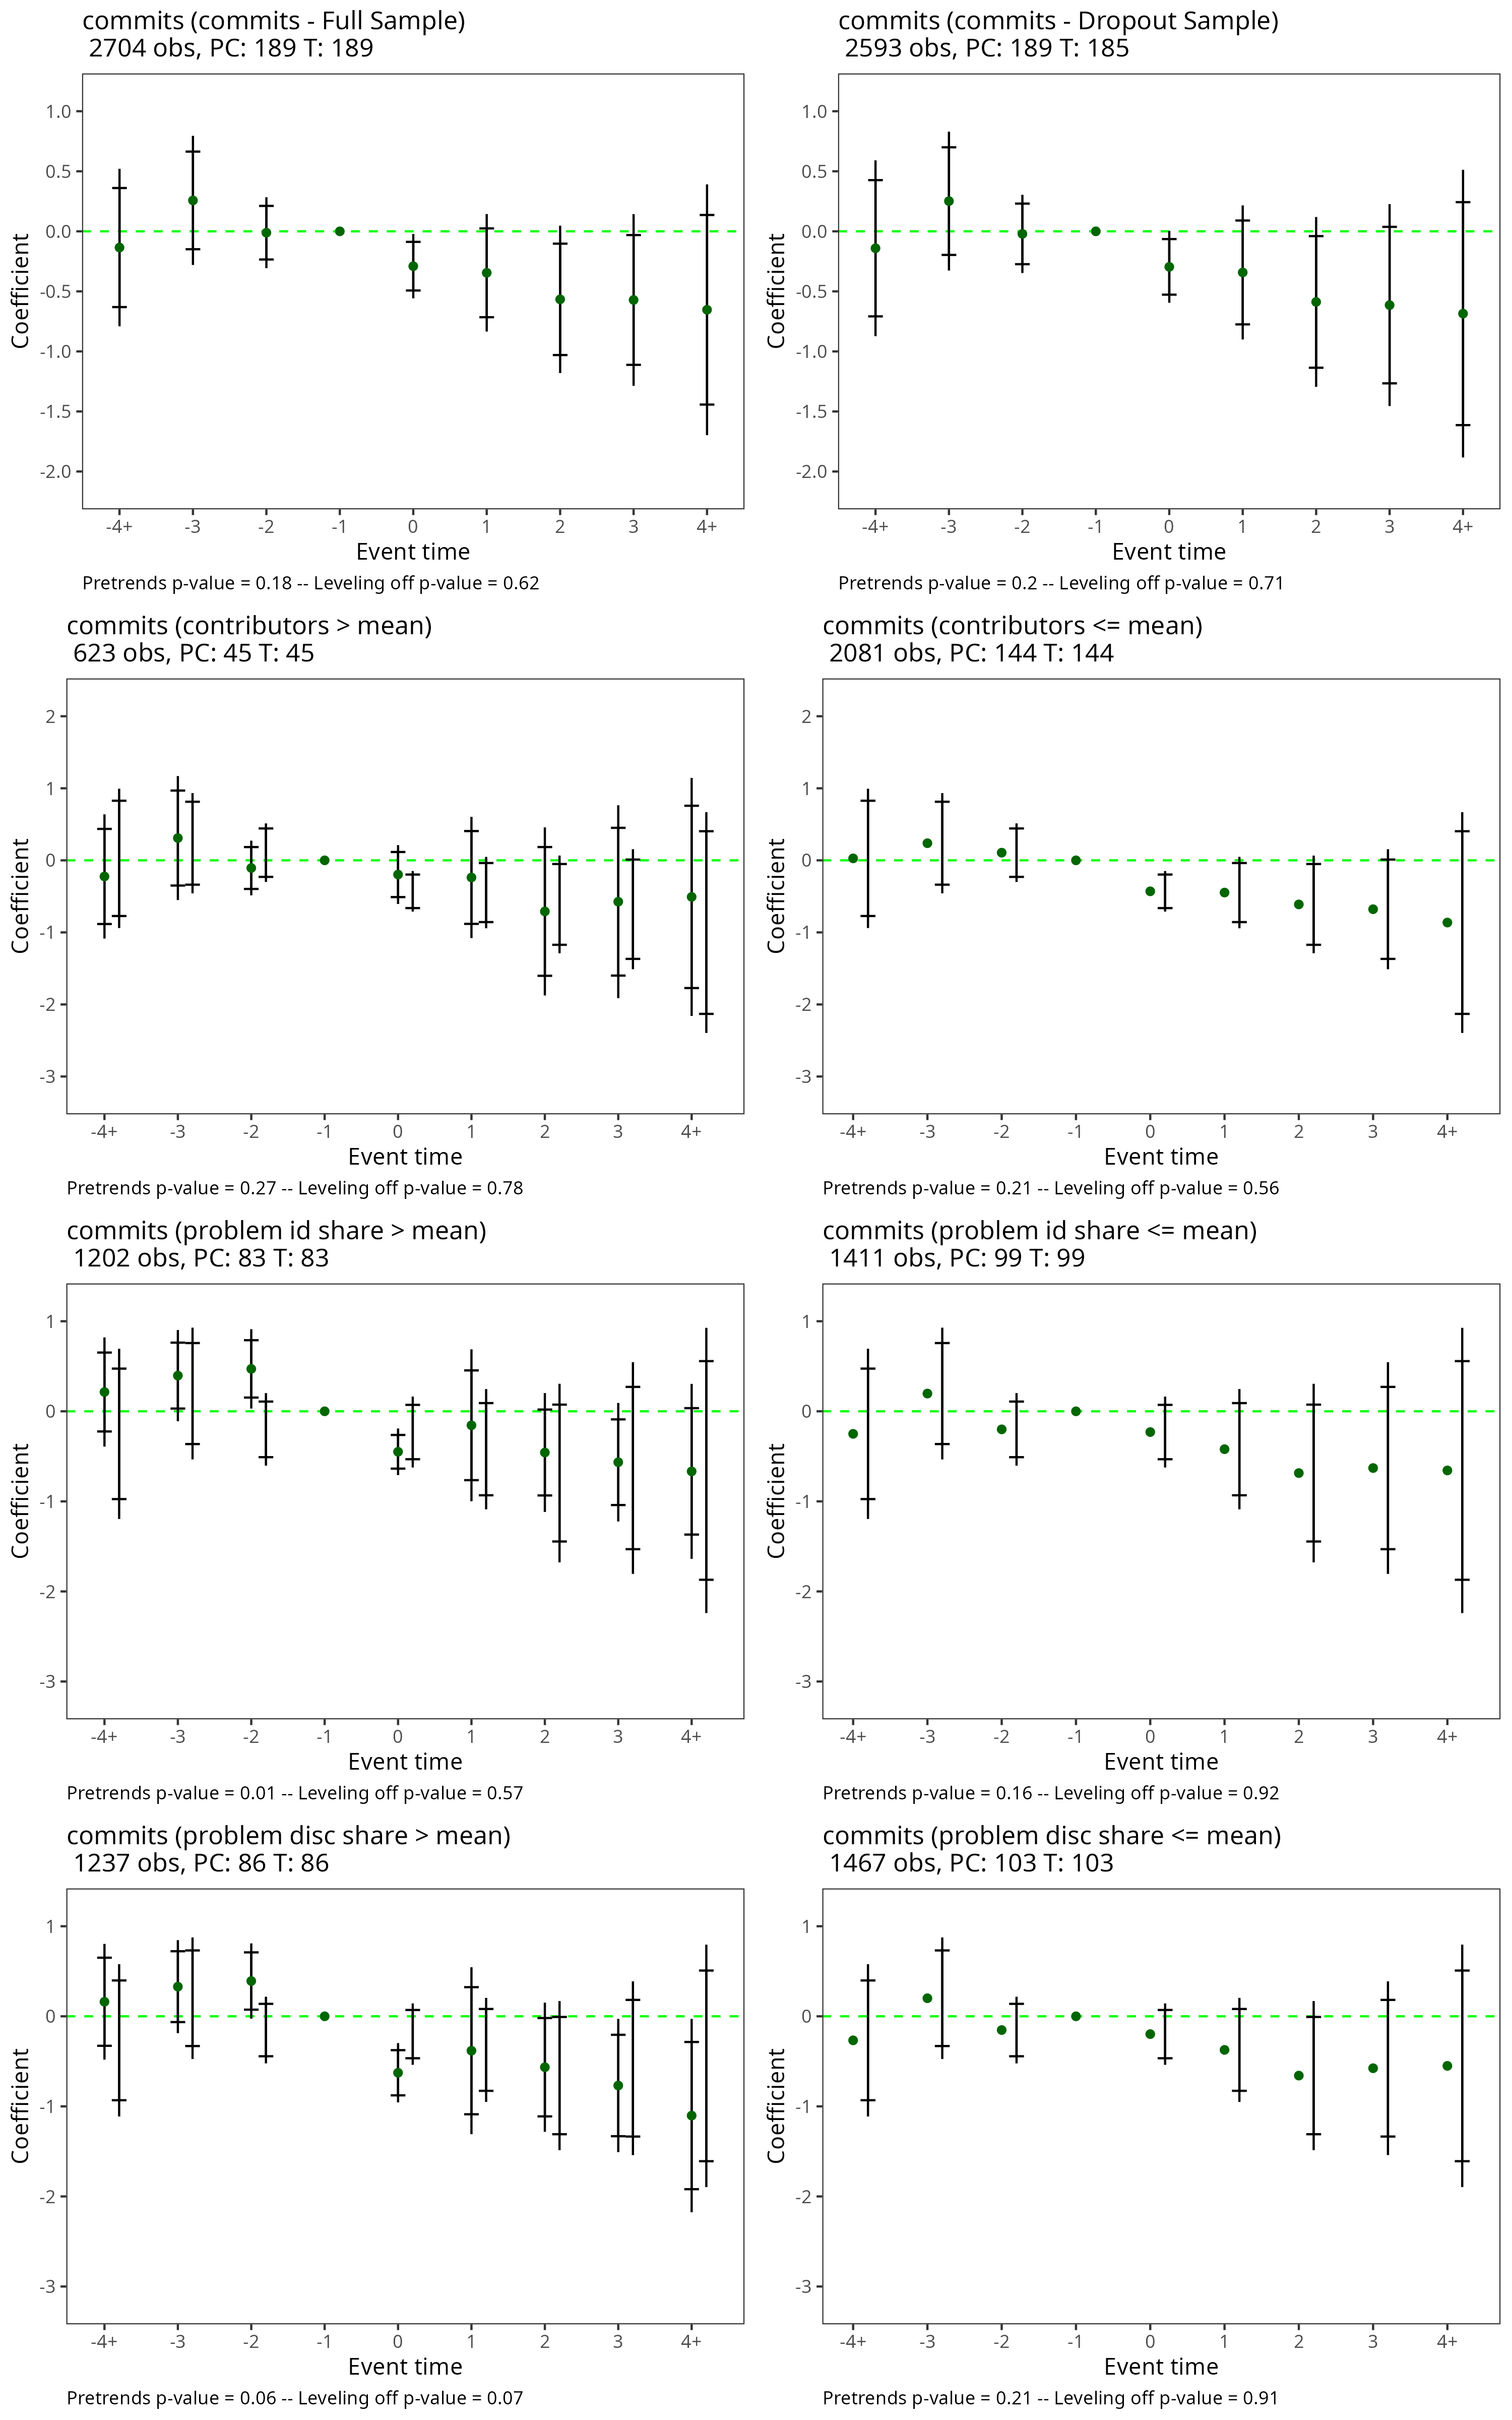 commits (commits - Full Sample)
2704 obs, PC: 189 T: 189
1.0
0.5
0.0
-0.5
-1.0
-1.5
-2.0
Coefficient
-4+ -3 -2 -1 0 1 2 3 4+
Event time
Pretrends p-value = 0.18 -- Leveling off p-value = 0.62
commits (commits - Dropout Sample)
2593 obs, PC: 189 T: 185
1.0
0.5
0.0
-0.5
-1.0
-1.5
-2.0
Coefficient
-4+ -3 -2 -1 0 1 2 3 4+
Event time
Pretrends p-value = 0.2 -- Leveling off p-value = 0.71
commits (contributors > mean)
623 obs, PC: 45 T: 45
2
1
0
-1
-2
-3
Coefficient
-4+ -3 -2 -1 0 1 2 3 4+
Event time
Pretrends p-value = 0.27 -- Leveling off p-value = 0.78
commits (contributors <= mean)
2081 obs, PC: 144 T: 144
2
1
0
-1
-2
-3
Coefficient
-4+ -3 -2 -1 0 1 2 3 4+
Event time
Pretrends p-value = 0.21 -- Leveling off p-value = 0.56
commits (problem id share > mean)
1202 obs, PC: 83 T: 83
1
0
-1
-2
-3
Coefficient
-4+ -3 -2 -1 0 1 2 3 4+
Event time
Pretrends p-value = 0.01 -- Leveling off p-value = 0.57
commits (problem id share <= mean)
1411 obs, PC: 99 T: 99
1
0
-1
-2
-3
Coefficient
-4+ -3 -2 -1 0 1 2 3 4+
Event time
Pretrends p-value = 0.16 -- Leveling off p-value = 0.92
commits (problem disc share > mean)
1237 obs, PC: 86 T: 86
1
0
-1
-2
-3
Coefficient
-4+ -3 -2 -1 0 1 2 3 4+
Event time
Pretrends p-value = 0.06 -- Leveling off p-value = 0.07
commits (problem disc share <= mean)
1467 obs, PC: 103 T: 103
1
0
-1
-2
-3
Coefficient
-4+ -3 -2 -1 0 1 2 3 4+
Event time
Pretrends p-value = 0.21 -- Leveling off p-value = 0.91